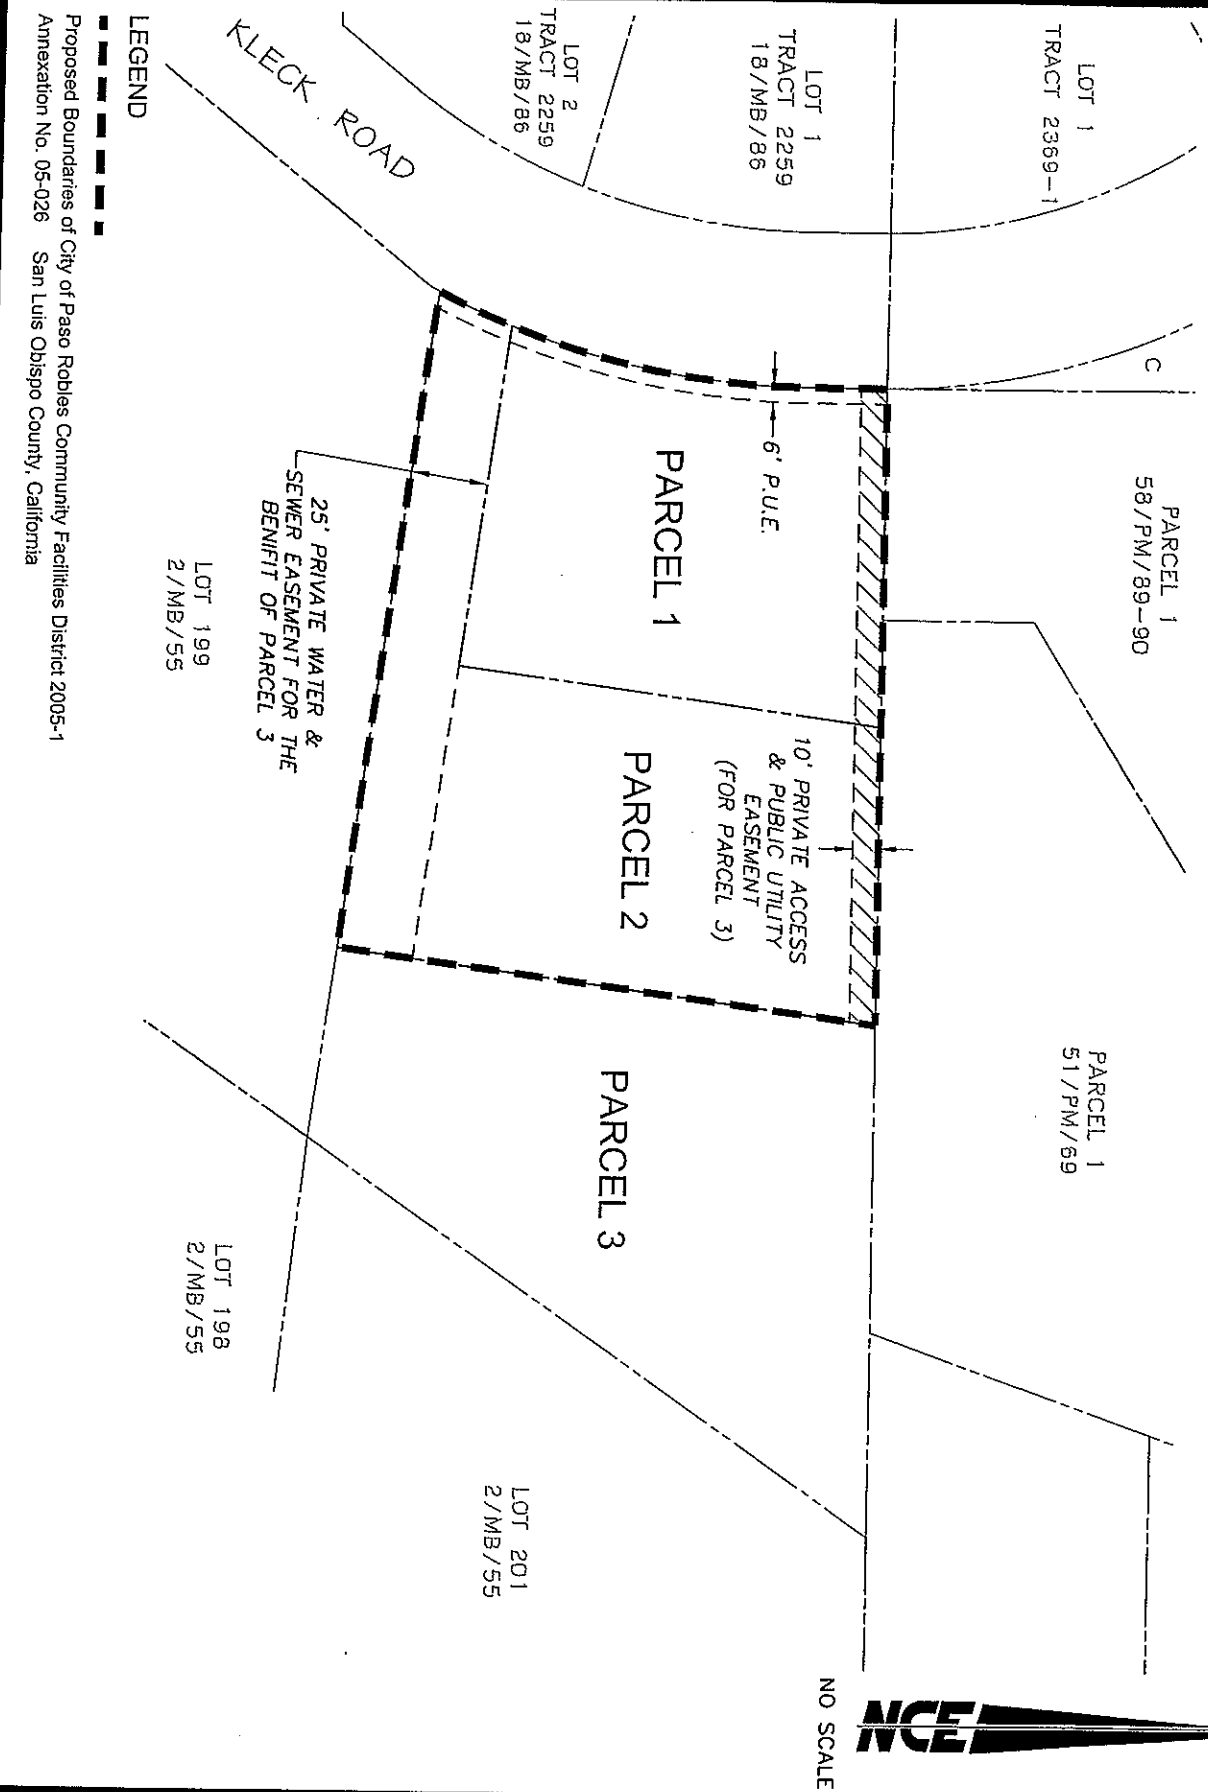 LOT 1
TRACT 2369-1
PARCEL 1
58/PM/89-90
C
LOT 1
TRACT 2259
18/MB/86
LOT 2
TRACT 2259
18/MB/86
KLECK ROAD
PARCEL 1
51/PM/69
6' P.U.E.
10' PRIVATE ACCESS
& PUBLIC UTILITY
EASEMENT
(FOR PARCEL 3)
PARCEL 1
PARCEL 2
PARCEL 3
25' PRIVATE WATER &
SEWER EASEMENT FOR THE
BENIFIT OF PARCEL 3
LOT 199
2/MB/55
LOT 198
2/MB/55
LOT 201
2/MB/55
NCE
NO SCALE
LEGEND
Proposed Boundaries of City of Paso Robles Community Facilities District 2005-1
Annexation No. 05-026 San Luis Obispo County, California